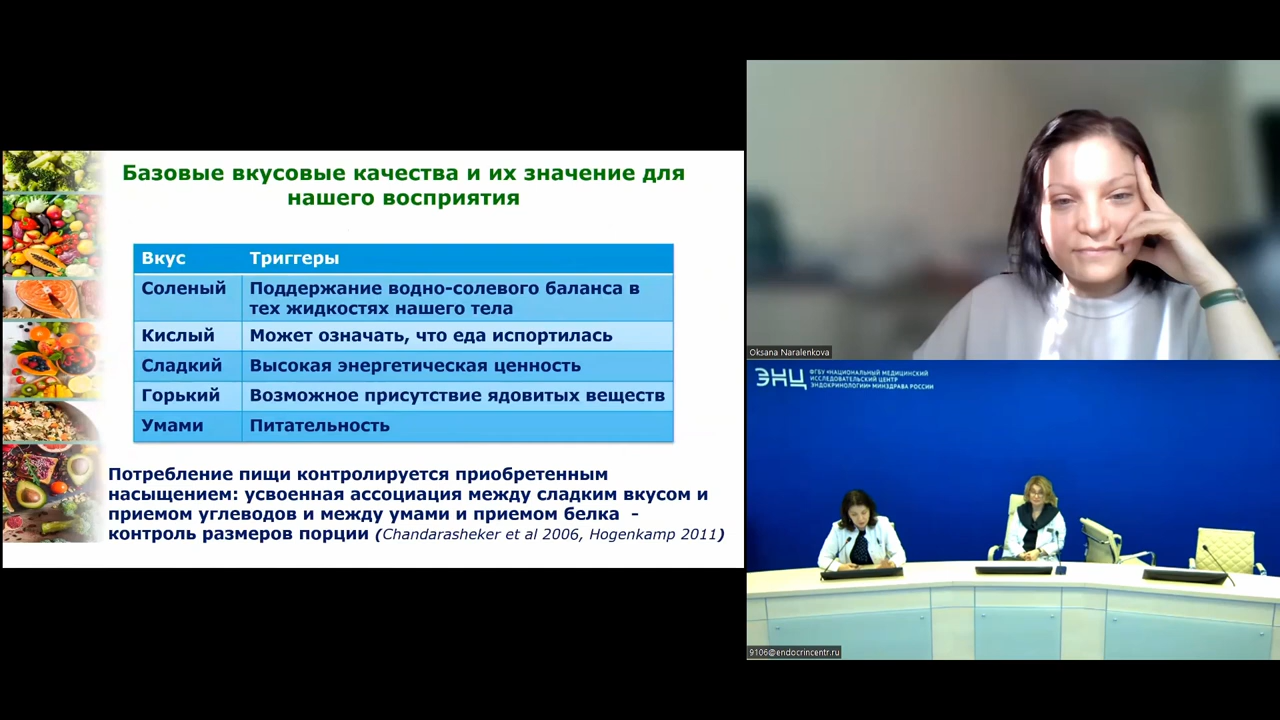 Базовые вкусовые качества и их значение для
нашего восприятия
Вкус Триггеры
Соленый Поддержание водно-солевого баланса в
тех жидкостях нашего тела
Кислый Может означать, что еда испортилась
Сладкий Высокая энергетическая ценность
Горький Возможное присутствие ядовитых веществ
Умами Питательность
Потребление пищи контролируется приобретенным
насыщением: усвоенная ассоциация между сладким вкусом и
приемом углеводов и между умами и приемом белка -
контроль размеров порции (Chandarasheker et al 2006, Hogenkamp 2011)
Oksana Naralenkova
ЭНЦ
ФГБУ «НАЦИОНАЛЬНЫЙ МЕДИЦИНСКИЙ
ИССЛЕДОВАТЕЛЬСКИЙ ЦЕНТР
ЭНДОКРИНОЛОГИИ» МИНЗДРАВА РОССИИ
9106@endocrincentr.ru